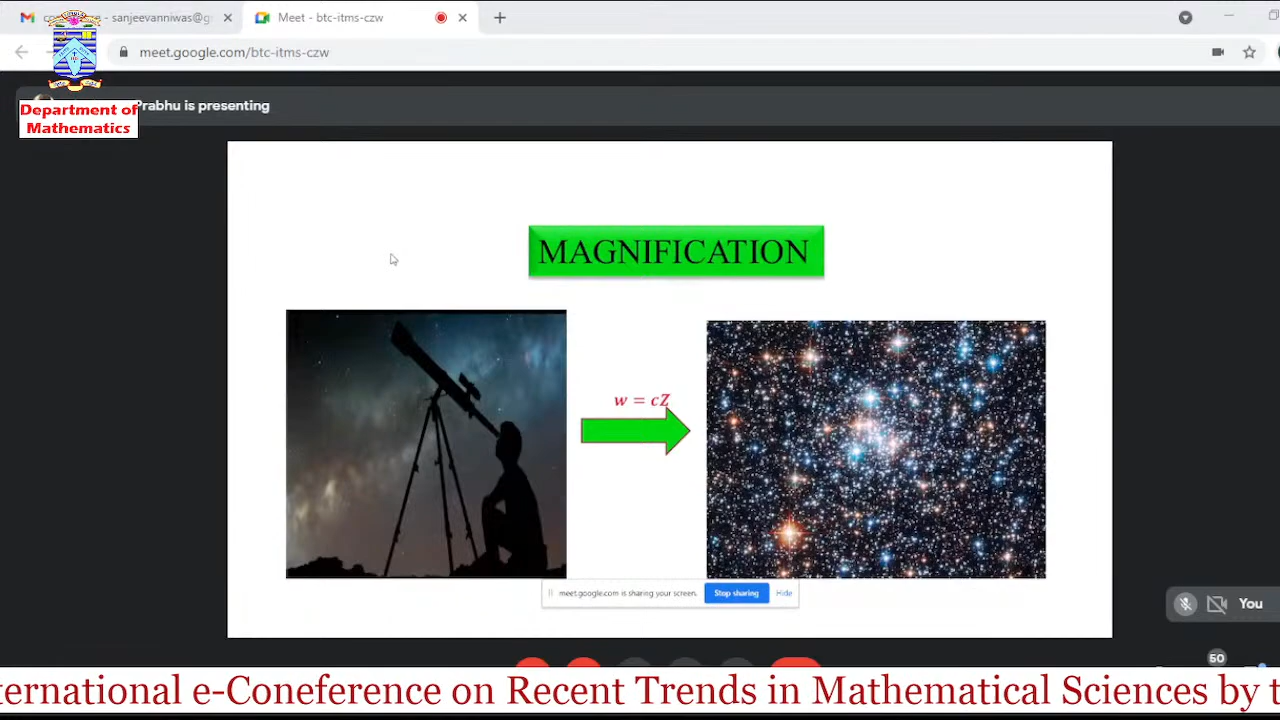 - sanjeevanniwas@g
Meet - btc-itms-czw
meet.google.com/btc-itms-czw
Department of
Mathematics
Prabhu is presenting
MAGNIFICATION
w = cZ
meet.google.com is sharing your screen.
Stop sharing
Hide
You
50
ternational e-Coneference on Recent Trends in Mathematical Sciences by t